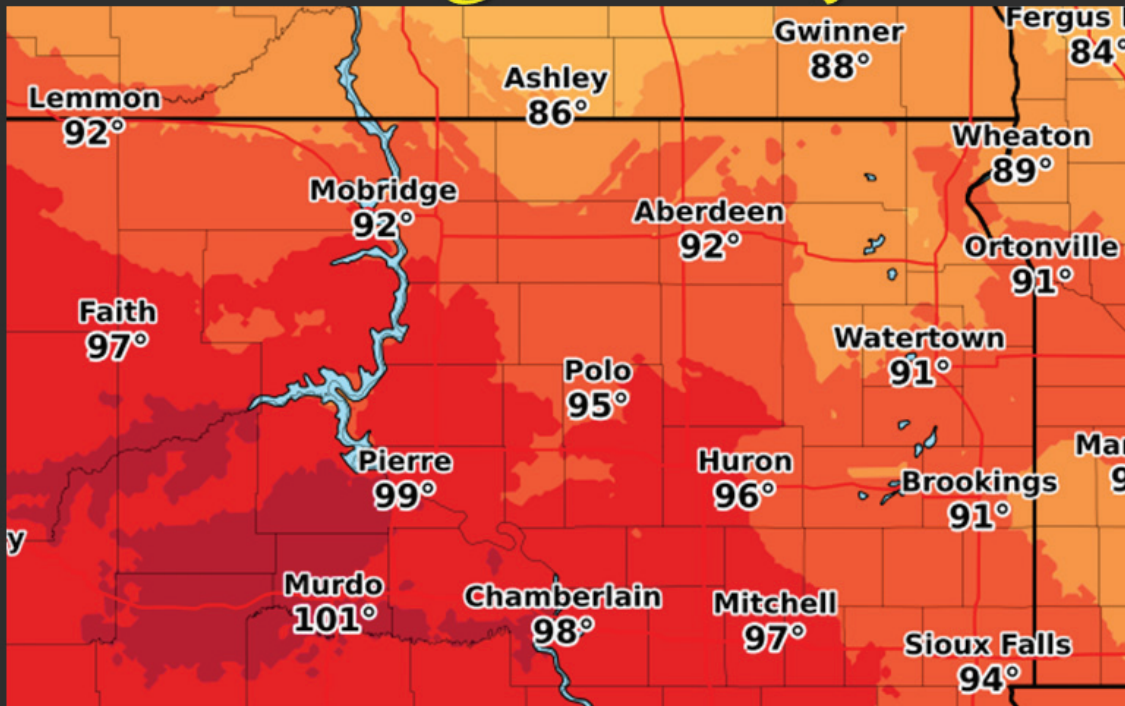 Fergus
84°
Gwinner
88°
Ashley
86°
Lemmon
92°
Wheaton
89°
Mobridge
92°
Aberdeen
92°
Ortonville
91°
Faith
97°
Watertown
91°
Polo
95°
Pierre
99°
Huron
96°
Brookings
91°
Murdo
101°
Chamberlain
98°
Mitchell
97°
Sioux Falls
94°